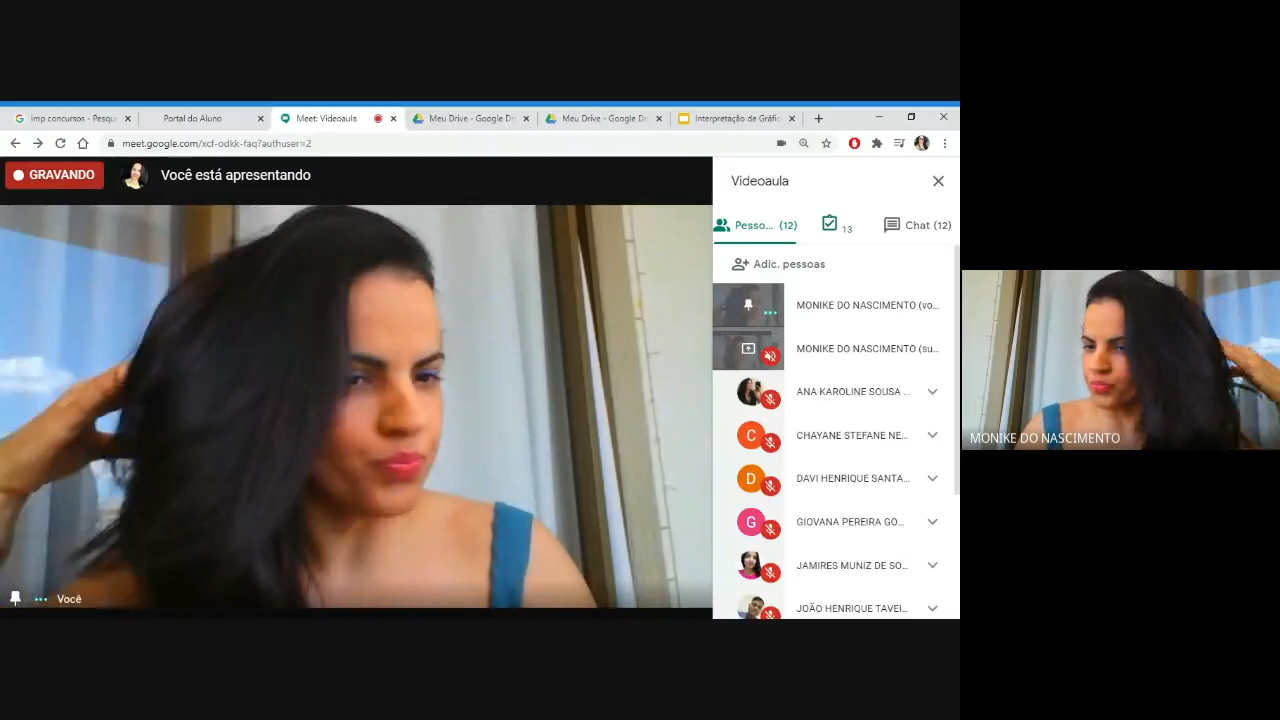 imp concursos - Pesqu
Portal do Aluno
Meet: Videoaula
Meu Drive - Google Dr
Meu Drive - Google Dr
Interpretação de Gráfic
meet.google.com/xcf-odkk-faq?authuser=2
GRAVANDO
Você está apresentando
Videoaula
Pesso... (12)
13
Chat (12)
Adic. pessoas
MONIKE DO NASCIMENTO (vo...
MONIKE DO NASCIMENTO (su...
ANA KAROLINE SOUSA ...
C CHAYANE STEFANE NE...
D DAVI HENRIQUE SANTA...
G GIOVANA PEREIRA GO...
JAMIRES MUNIZ DE SO...
JOÃO HENRIQUE TAVEI...
Você
MONIKE DO NASCIMENTO